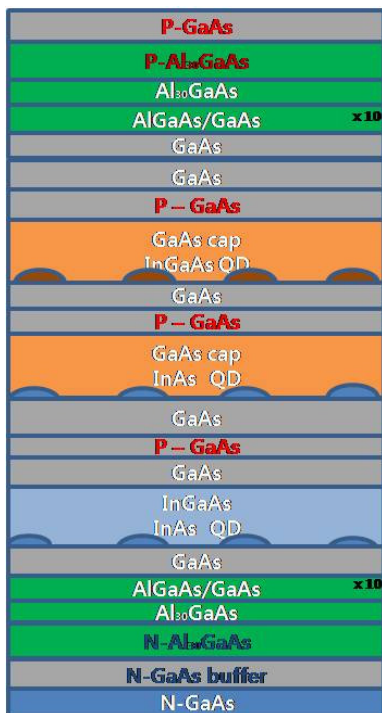 P-GaAs
P-Al₃₀GaAs
Al₃₀GaAs
AlGaAs/GaAs x 10
GaAs
GaAs
P – GaAs
GaAs cap
InGaAs QD
GaAs
P – GaAs
GaAs cap
InAs QD
GaAs
P – GaAs
GaAs
InGaAs
InAs QD
GaAs
AlGaAs/GaAs x 10
Al₃₀GaAs
N-Al₃₀GaAs
N-GaAs buffer
N-GaAs